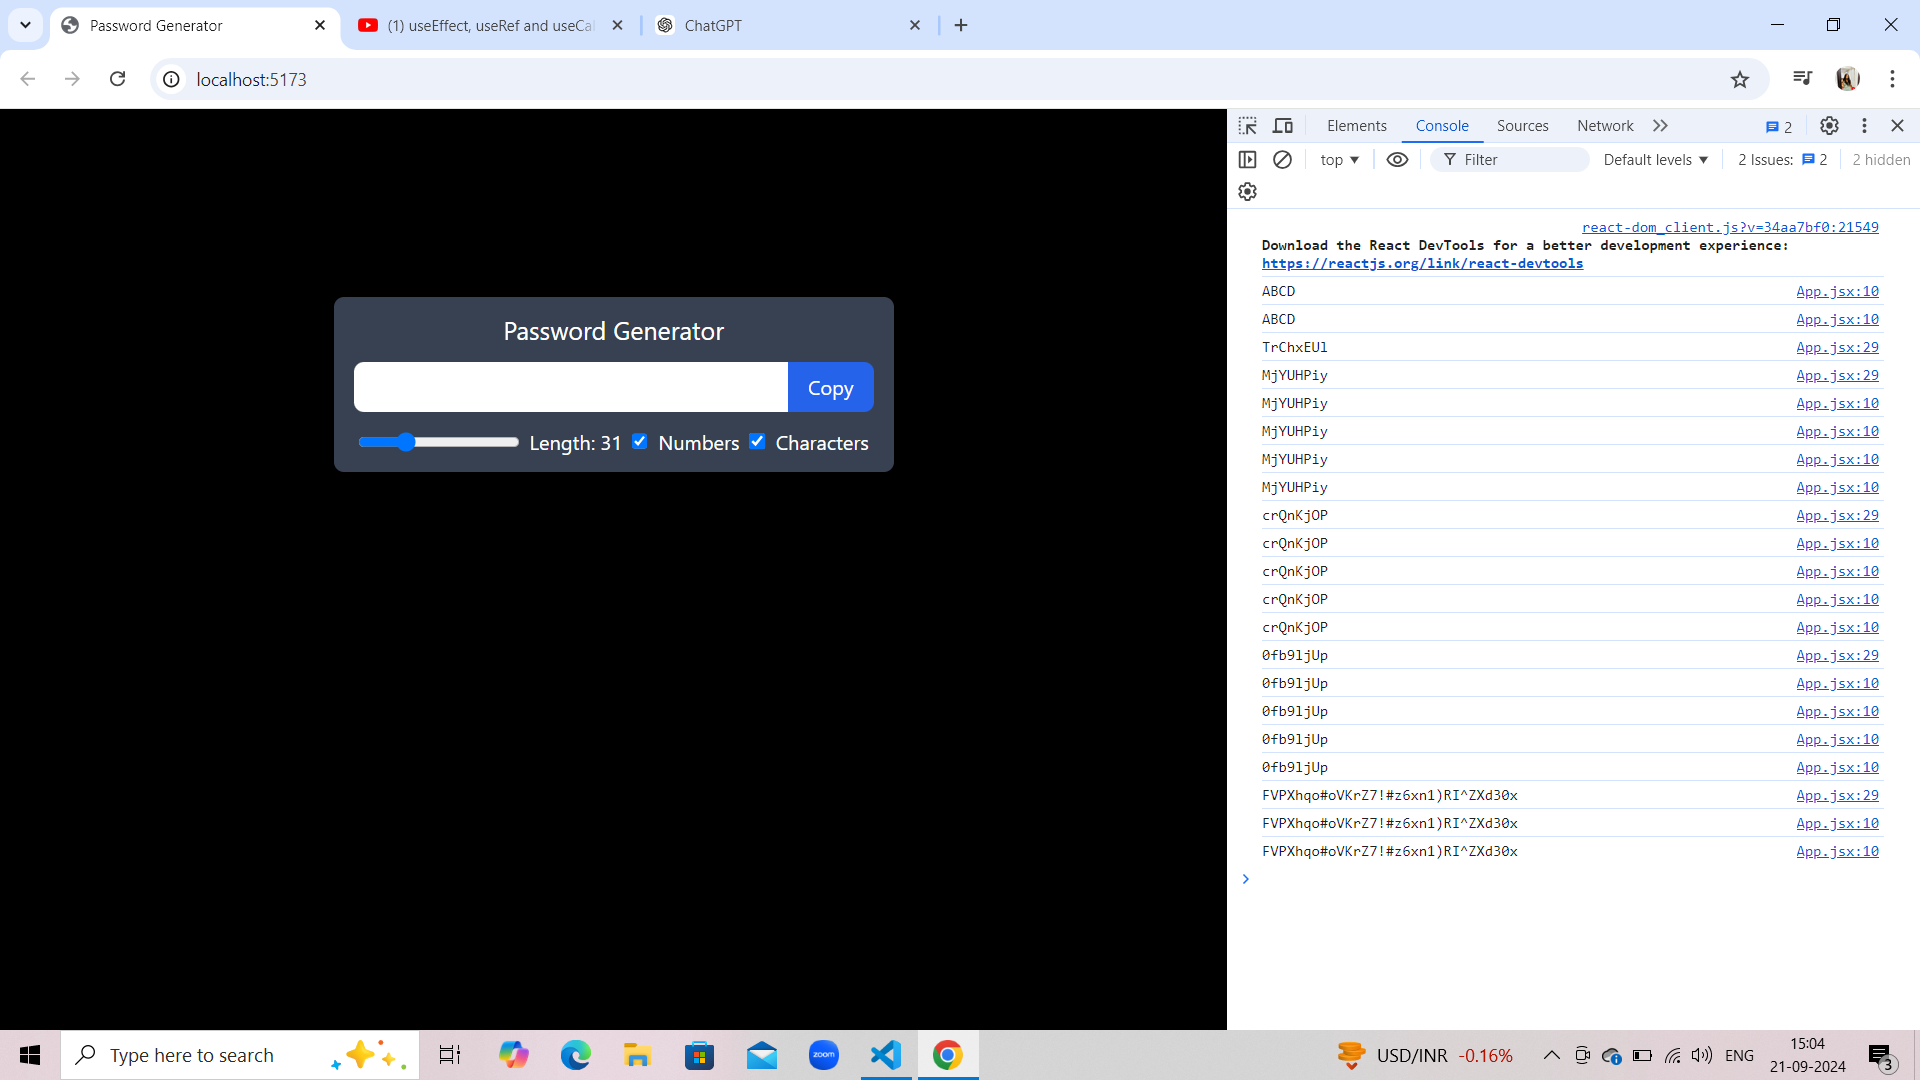 Password Generator
(1) useEffect, useRef and useCal
ChatGPT
localhost:5173
Elements
Console
Sources
Network
2
top
Filter
Default levels
2 Issues:
2
2 hidden
react-dom_client.js?v=34aa7bf0:21549
Download the React DevTools for a better development experience:
https://reactjs.org/link/react-devtools
ABCD App.jsx:10
ABCD App.jsx:10
TrChxEUl App.jsx:29
MjYUHPiy App.jsx:29
MjYUHPiy App.jsx:10
MjYUHPiy App.jsx:10
MjYUHPiy App.jsx:10
MjYUHPiy App.jsx:10
crQnKjOP App.jsx:29
crQnKjOP App.jsx:10
crQnKjOP App.jsx:10
crQnKjOP App.jsx:10
crQnKjOP App.jsx:10
0fb9ljUp App.jsx:29
0fb9ljUp App.jsx:10
0fb9ljUp App.jsx:10
0fb9ljUp App.jsx:10
0fb9ljUp App.jsx:10
FVPXhqo#oVKrZ7!#z6xn1)RI^ZXd30x App.jsx:29
FVPXhqo#oVKrZ7!#z6xn1)RI^ZXd30x App.jsx:10
FVPXhqo#oVKrZ7!#z6xn1)RI^ZXd30x App.jsx:10
Password Generator
Copy
Length: 31
Numbers
Characters
Type here to search
zoom
USD/INR -0.16%
ENG
15:04
21-09-2024
3